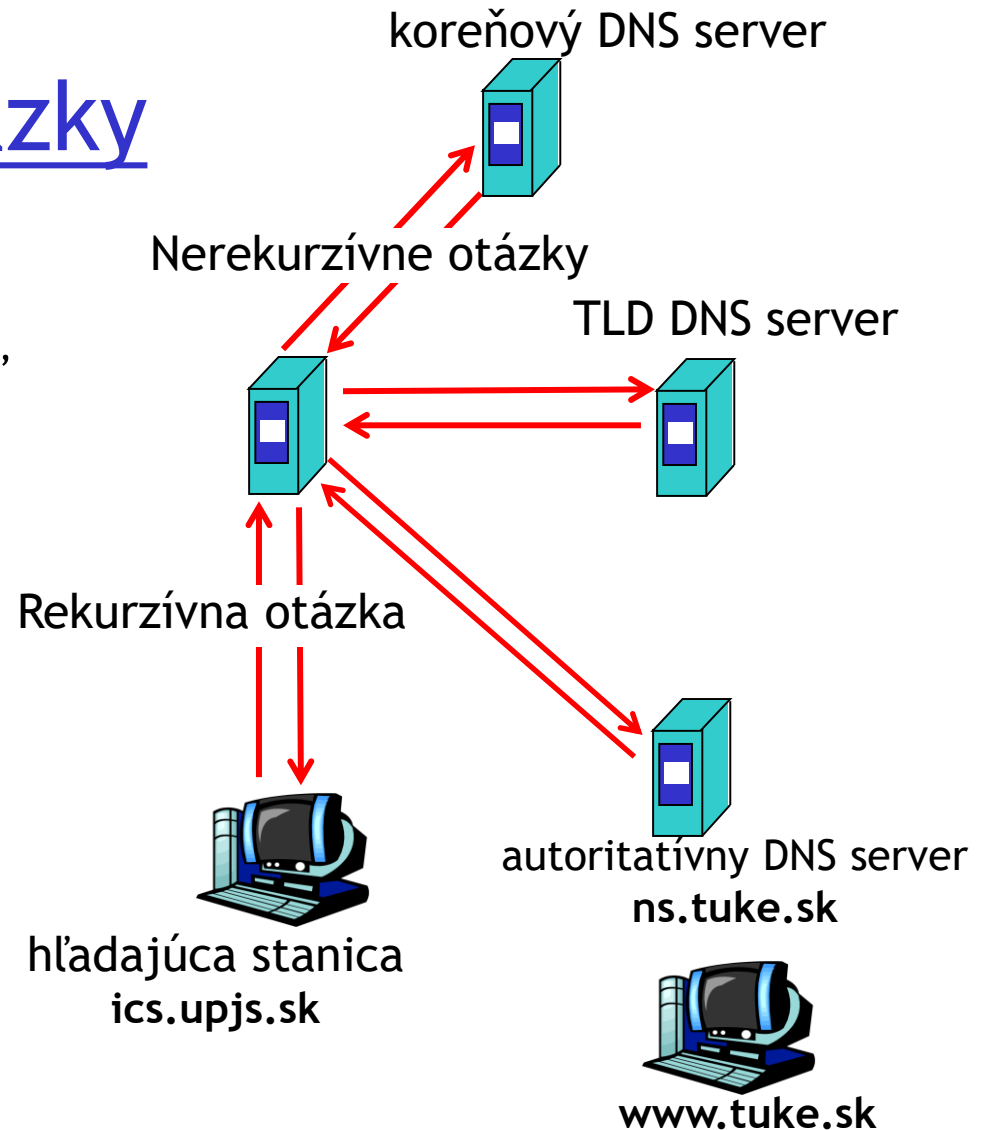 koreňový DNS server
Nerekurzívne otázky
TLD DNS server
,
Rekurzívna otázka
autoritatívny DNS server
ns.tuke.sk
hľadajúca stanica
ics.upjs.sk
www.tuke.sk